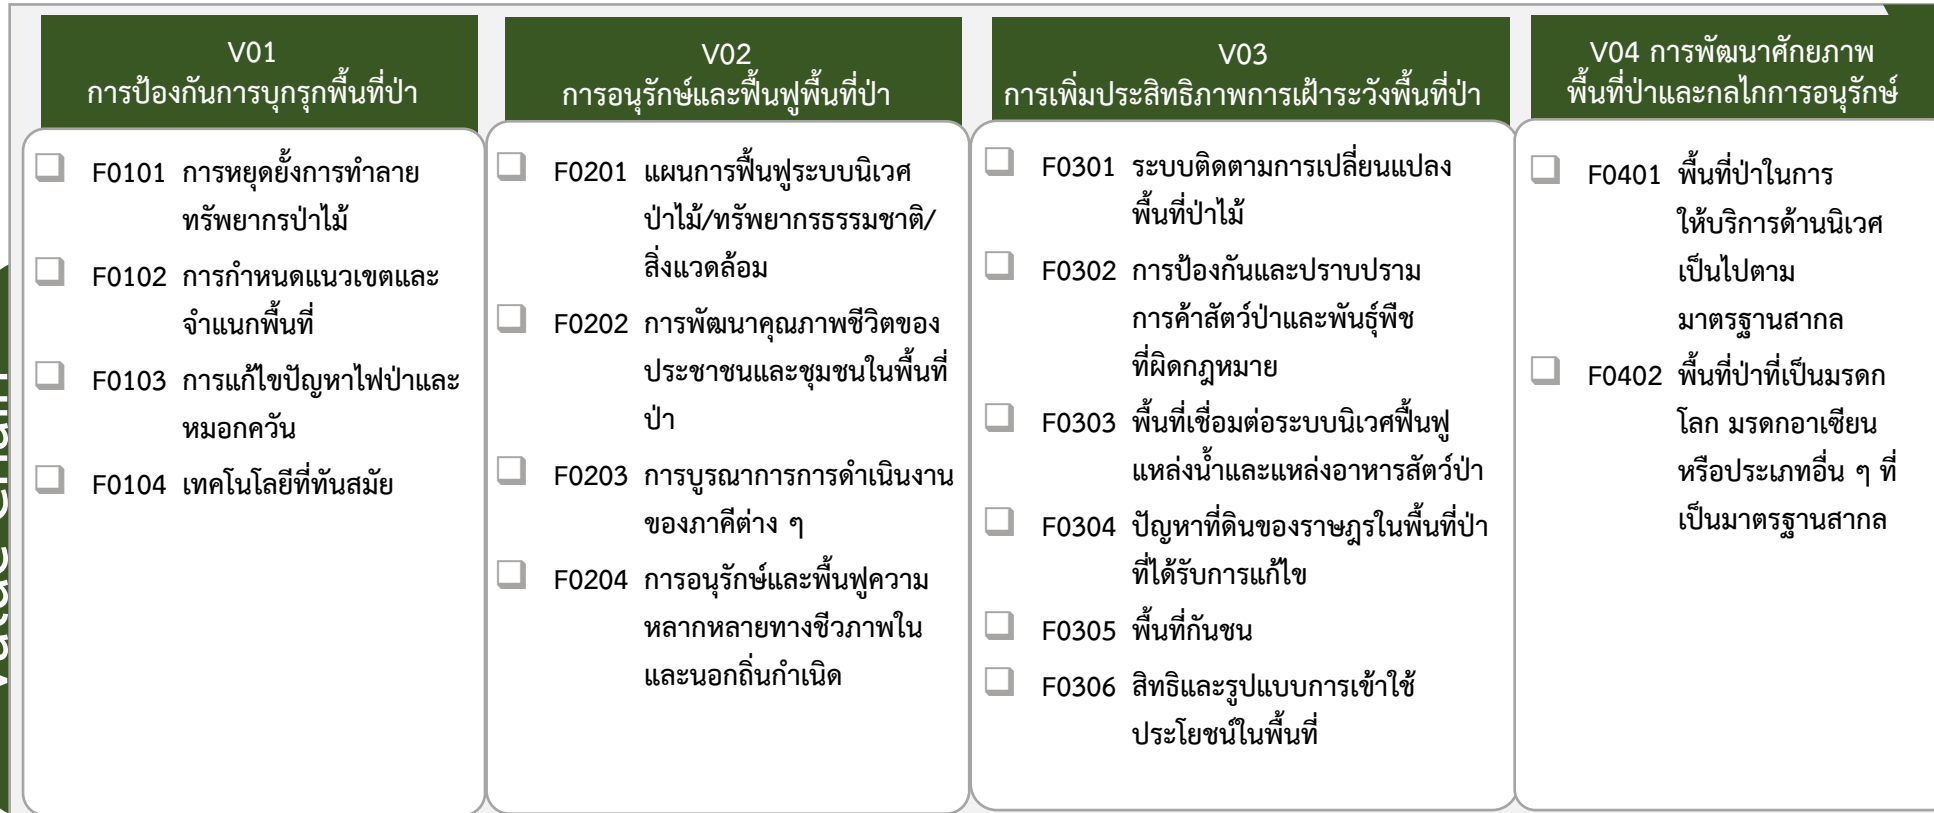 V01
การป้องกันการบุกรุกพื้นที่ป่า
F0101 การหยุดยั้งการทำลาย
ทรัพยากรป่าไม้
F0102 การกำหนดแนวเขตและ
จำแนกพื้นที่
F0103 การแก้ไขปัญหาไฟป่าและ
หมอกควัน
F0104 เทคโนโลยีที่ทันสมัย
V02
การอนุรักษ์และฟื้นฟูพื้นที่ป่า
F0201 แผนการฟื้นฟูระบบนิเวศ
ป่าไม้/ทรัพยากรธรรมชาติ/
สิ่งแวดล้อม
F0202 การพัฒนาคุณภาพชีวิตของ
ประชาชนและชุมชนในพื้นที่
ป่า
F0203 การบูรณาการการดำเนินงาน
ของภาคีต่าง ๆ
F0204 การอนุรักษ์และพื้นฟูความ
หลากหลายทางชีวภาพใน
และนอกถิ่นกำเนิด
V03
การเพิ่มประสิทธิภาพการเฝ้าระวังพื้นที่ป่า
F0301 ระบบติดตามการเปลี่ยนแปลง
พื้นที่ป่าไม้
F0302 การป้องกันและปราบปราม
การค้าสัตว์ป่าและพันธุ์พืช
ที่ผิดกฎหมาย
F0303 พื้นที่เชื่อมต่อระบบนิเวศฟื้นฟู
แหล่งน้ำและแหล่งอาหารสัตว์ป่า
F0304 ปัญหาที่ดินของราษฎรในพื้นที่ป่า
ที่ได้รับการแก้ไข
F0305 พื้นที่กันชน
F0306 สิทธิและรูปแบบการเข้าใช้
ประโยชน์ในพื้นที่
V04 การพัฒนาศักยภาพ
พื้นที่ป่าและกลไกการอนุรักษ์
F0401 พื้นที่ป่าในการ
ให้บริการด้านนิเวศ
เป็นไปตาม
มาตรฐานสากล
F0402 พื้นที่ป่าที่เป็นมรดก
โลก มรดกอาเซียน
หรือประเภทอื่น ๆ ที่
เป็นมาตรฐานสากล